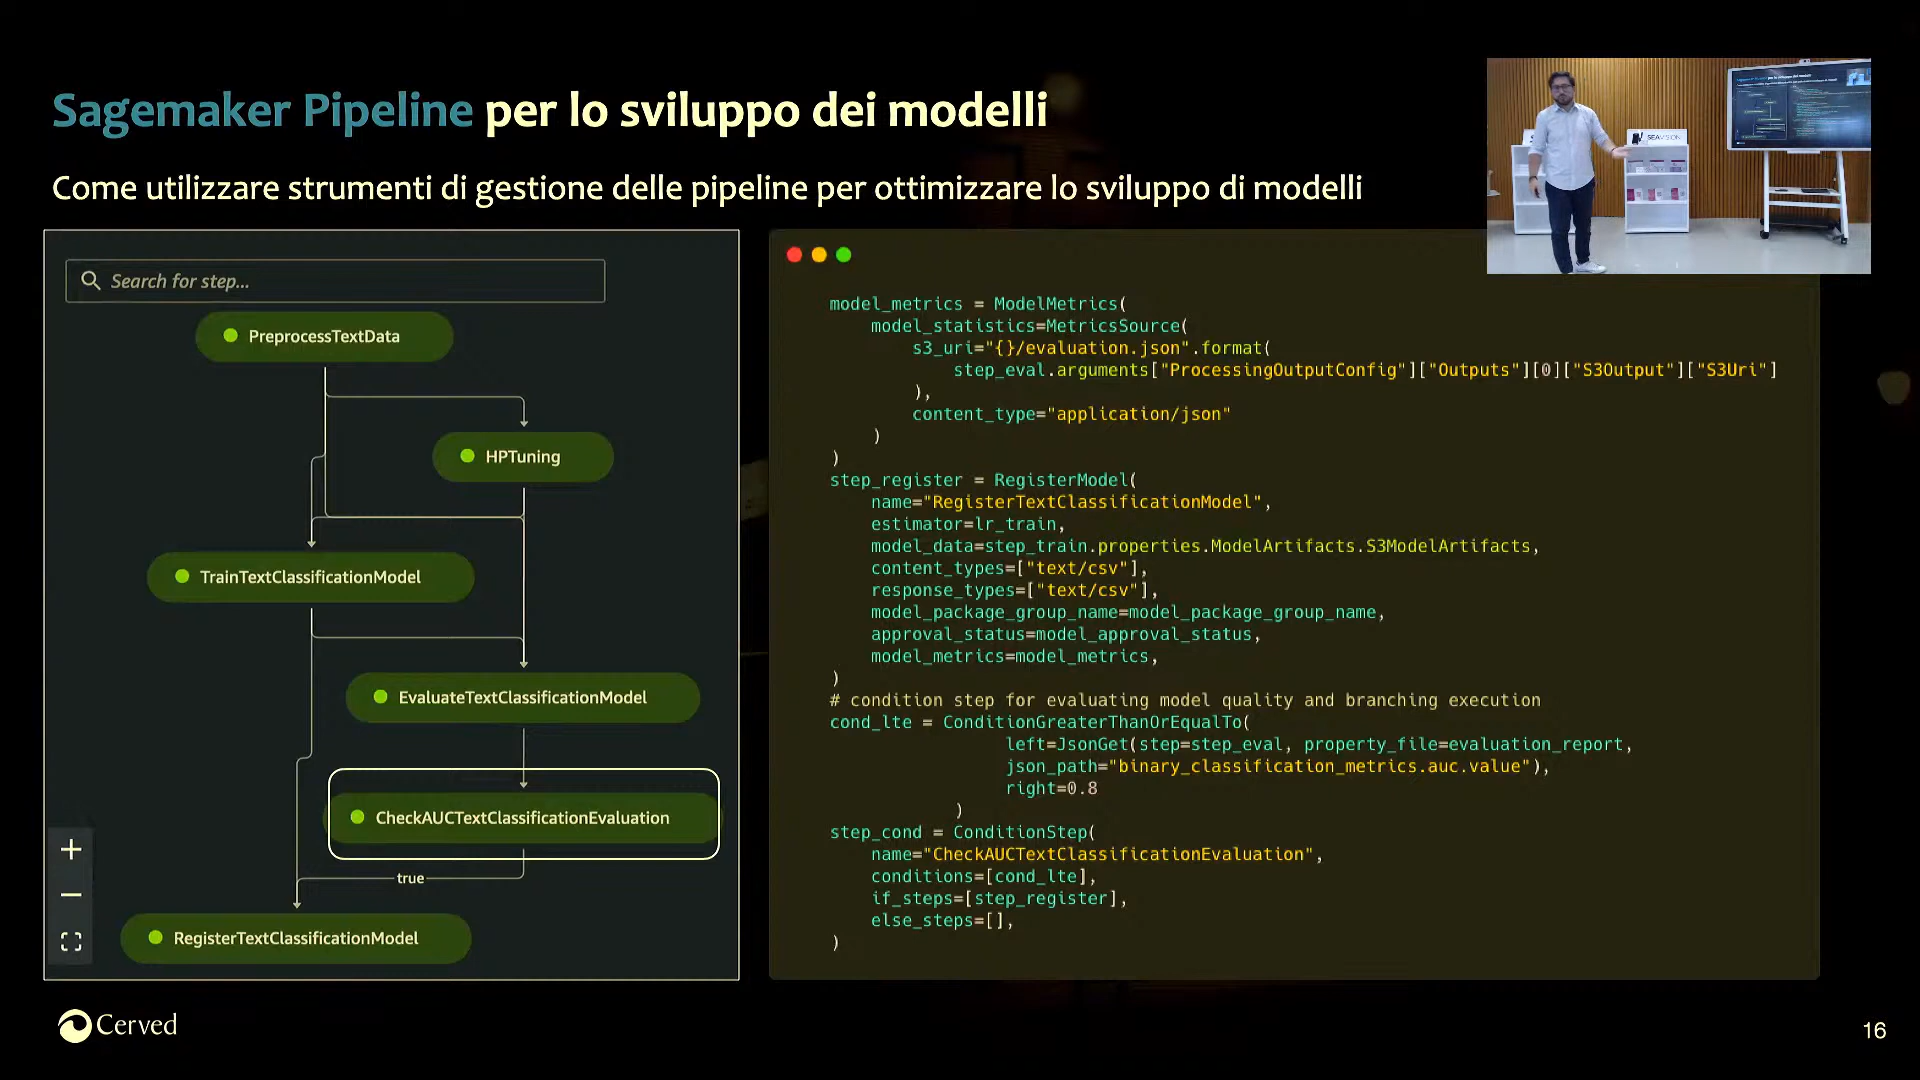 Sagemaker Pipeline per lo sviluppo dei modelli
Come utilizzare strumenti di gestione delle pipeline per ottimizzare lo sviluppo di modelli
Search for step...
PreprocessTextData
HPTuning
TrainTextClassificationModel
EvaluateTextClassificationModel
CheckAUCTextClassificationEvaluation
true
RegisterTextClassificationModel
model_metrics = ModelMetrics(
    model_statistics=MetricsSource(
        s3_uri="{}/evaluation.json".format(
            step_eval.arguments["ProcessingOutputConfig"]["Outputs"][0]["S3Output"]["S3Uri"]
        ),
        content_type="application/json"
    )
)
step_register = RegisterModel(
    name="RegisterTextClassificationModel",
    estimator=lr_train,
    model_data=step_train.properties.ModelArtifacts.S3ModelArtifacts,
    content_types=["text/csv"],
    response_types=["text/csv"],
    model_package_group_name=model_package_group_name,
    approval_status=model_approval_status,
    model_metrics=model_metrics,
)
# condition step for evaluating model quality and branching execution
cond_lte = ConditionGreaterThanOrEqualTo(
                 left=JsonGet(step=step_eval, property_file=evaluation_report,
                 json_path="binary_classification_metrics.auc.value"),
                 right=0.8
            )
step_cond = ConditionStep(
    name="CheckAUCTextClassificationEvaluation",
    conditions=[cond_lte],
    if_steps=[step_register],
    else_steps=[],
)
SEAVISION
Cerved
16